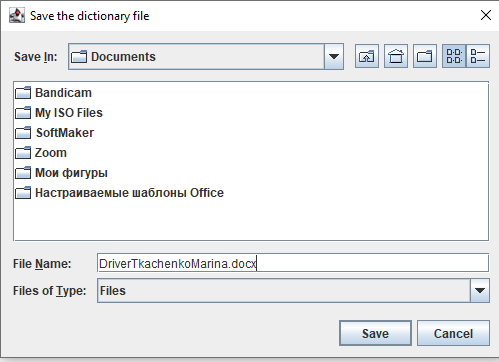 Save the dictionary file
Save In: Documents
Bandicam
My ISO Files
SoftMaker
Zoom
Мои фигуры
Настраиваемые шаблоны Office
File Name: DriverTkachenkoMarina.docx
Files of Type: Files
Save Cancel